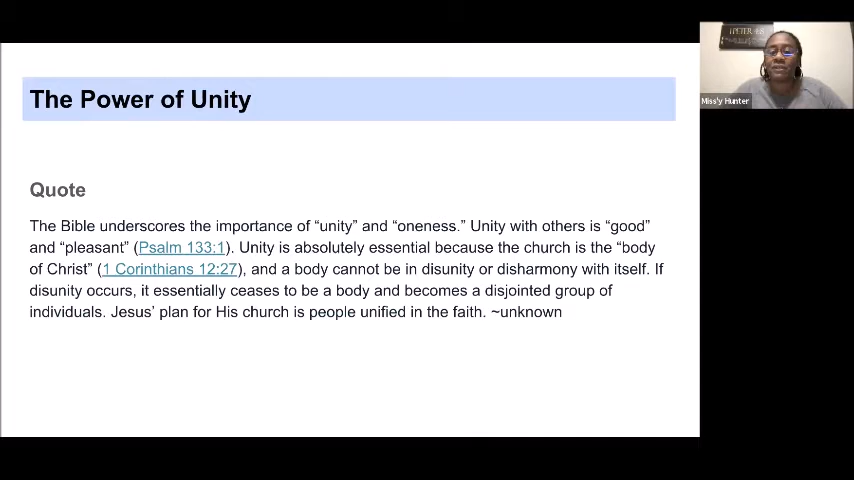 The Power of Unity
Quote
The Bible underscores the importance of “unity” and “oneness.” Unity with others is “good”
and “pleasant” (Psalm 133:1). Unity is absolutely essential because the church is the “body
of Christ” (1 Corinthians 12:27), and a body cannot be in disunity or disharmony with itself. If
disunity occurs, it essentially ceases to be a body and becomes a disjointed group of
individuals. Jesus’ plan for His church is people unified in the faith. ~unknown
Miss'y Hunter